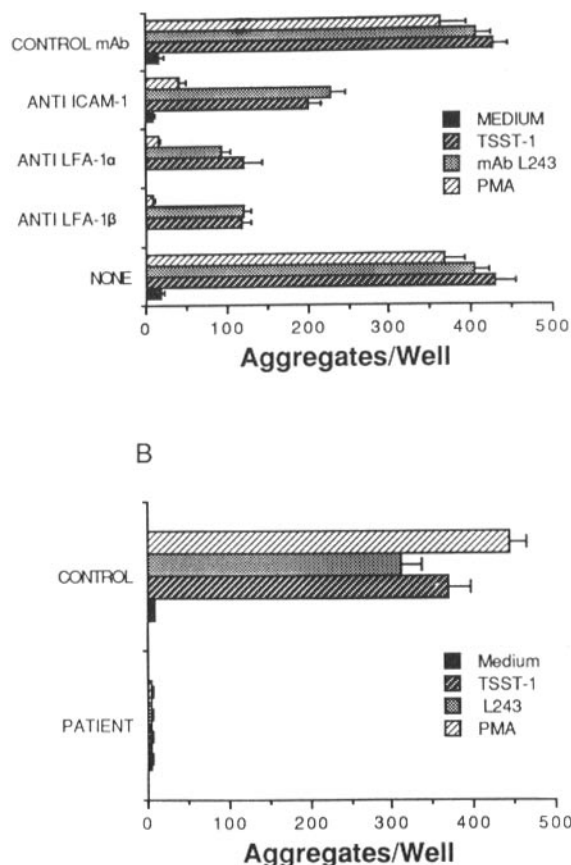 CONTROL mAb
ANTI ICAM-1
ANTI LFA-1α
ANTI LFA-1β
NONE
MEDIUM
TSST-1
mAb L243
PMA
0 100 200 300 400 500
Aggregates/Well
B
CONTROL
PATIENT
Medium
TSST-1
L243
PMA
0 100 200 300 400 500
Aggregates/Well